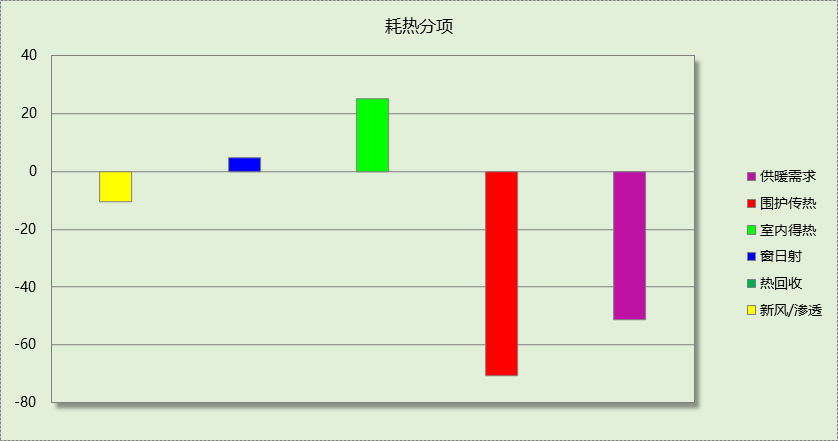 耗热分项
40
20
0
-20
-40
-60
-80
供暖需求
围护传热
室内得热
窗日射
热回收
新风/渗透